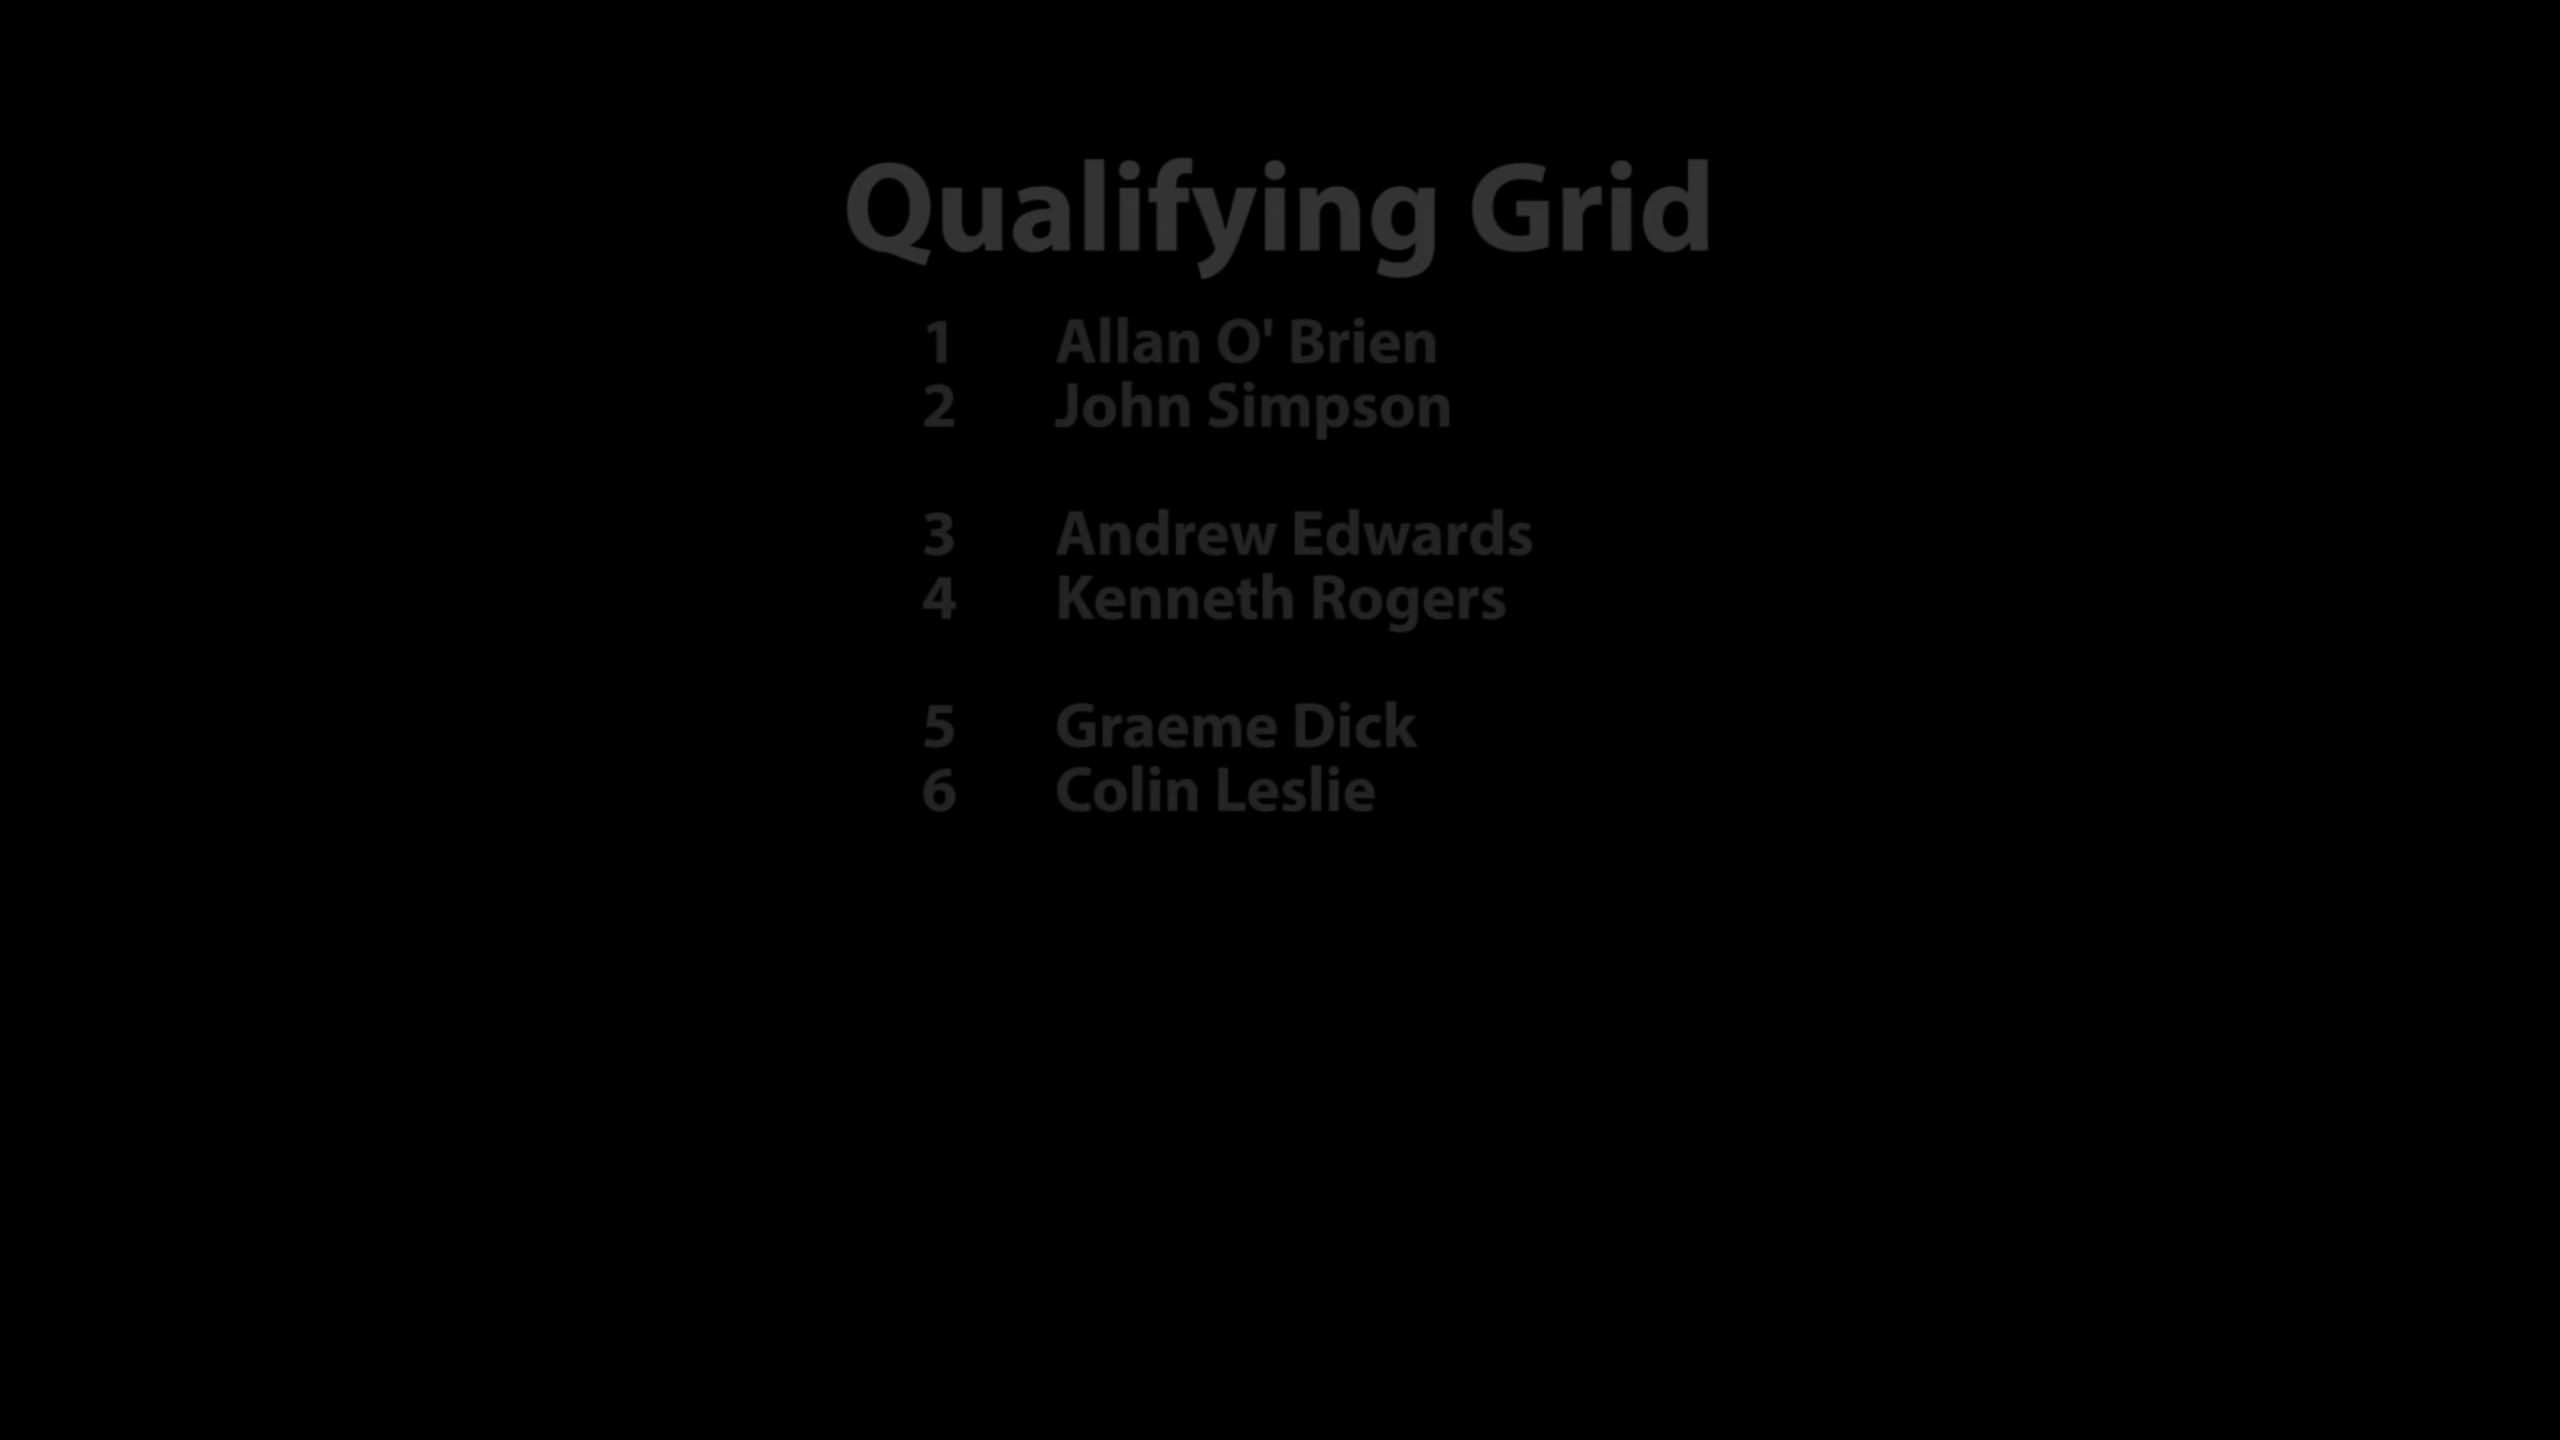 Qualifying Grid
1 Allan O' Brien
2 John Simpson
3 Andrew Edwards
4 Kenneth Rogers
5 Graeme Dick
6 Colin Leslie